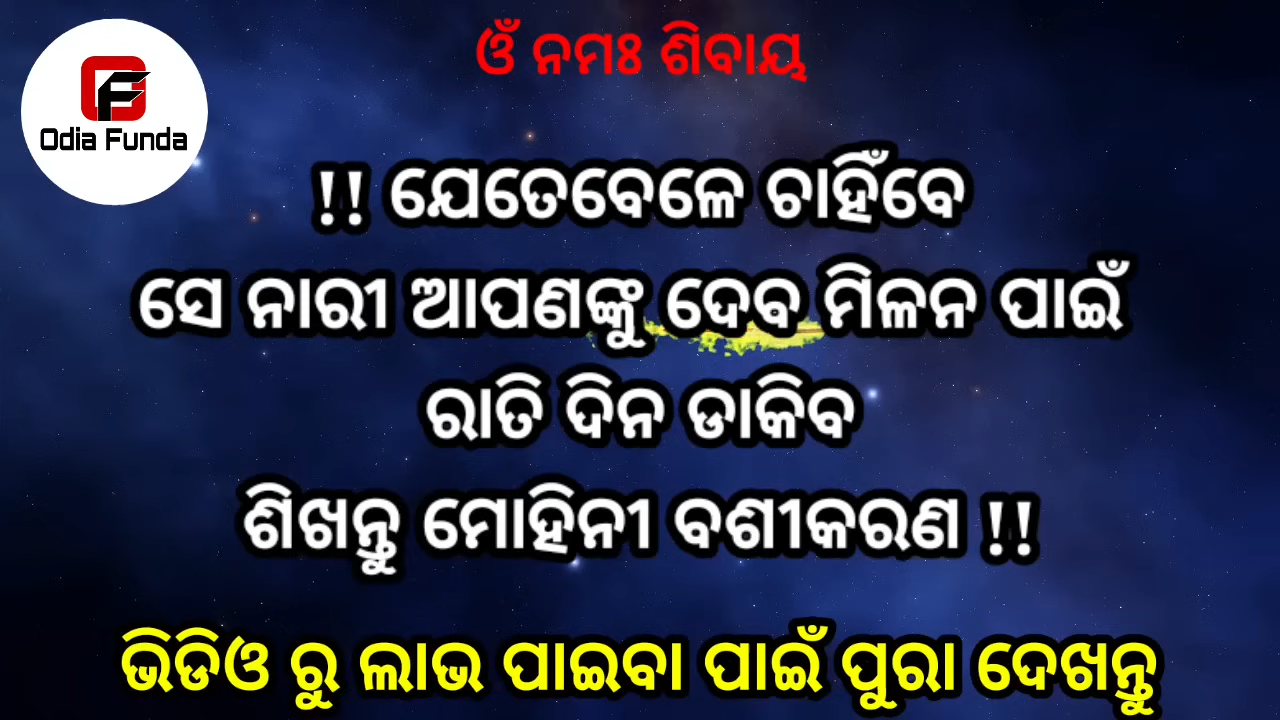 ଓଁ ନମଃ ଶିବାୟ
Odia Funda
!! ଯେତେବେଳେ ଚାହିଁବେ
ସେ ନାରୀ ଆପଣଙ୍କୁ ଦେବ ମିଳନ ପାଇଁ
ରାତି ଦିନ ଡାକିବ
ଶିଖନ୍ତୁ ମୋହିନୀ ବଶୀକରଣ !!
ଭିଡିଓ ରୁ ଲାଭ ପାଇବା ପାଇଁ ପୁରା ଦେଖନ୍ତୁ